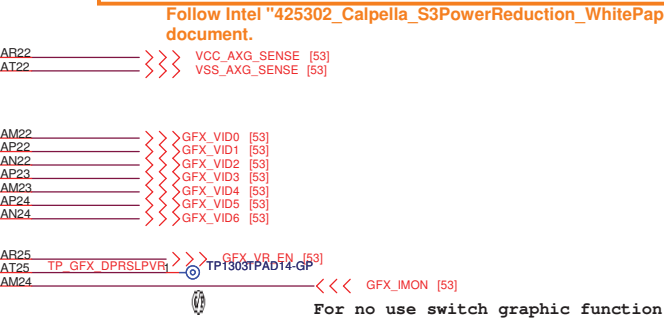 Follow Intel "425302_Calpella_S3PowerReduction_WhitePap
document.
AR22 VCC_AXG_SENSE [53]
AT22 VSS_AXG_SENSE [53]
AM22 GFX_VID0 [53]
AP22 GFX_VID1 [53]
AN22 GFX_VID2 [53]
AP23 GFX_VID3 [53]
AM23 GFX_VID4 [53]
AP24 GFX_VID5 [53]
AN24 GFX_VID6 [53]
AR25 GFX_VR_EN [53]
AT25 TP_GFX_DPRSLPVR 1 TP1303TPAD14-GP
AM24 GFX_IMON [53]
For no use switch graphic function